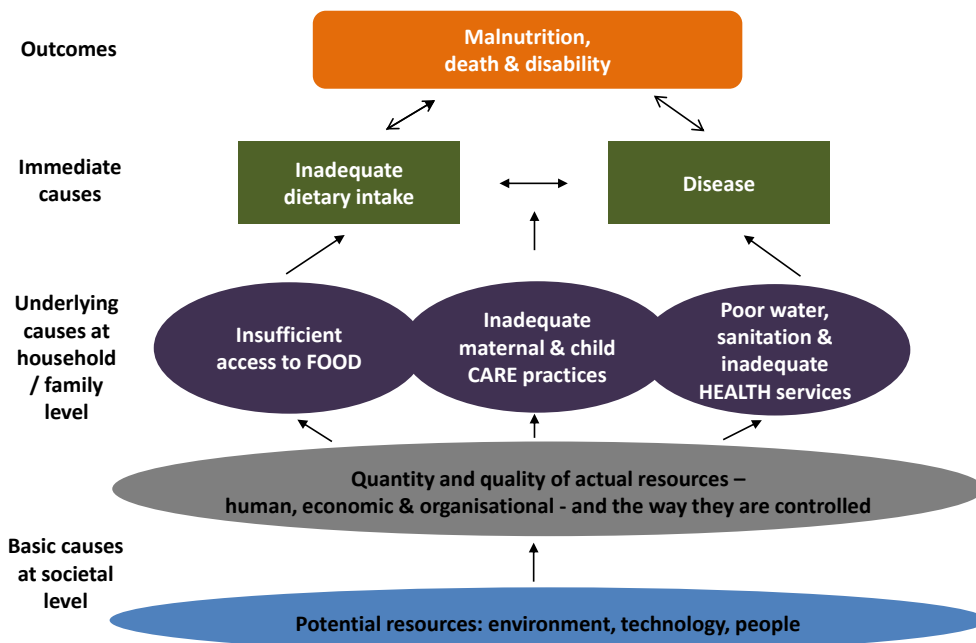 Outcomes
Malnutrition,
death & disability
Immediate
causes
Inadequate
dietary intake
Disease
Underlying
causes at
household
/ family
level
Insufficient
access to FOOD
Inadequate
maternal & child
CARE practices
Poor water,
sanitation &
inadequate
HEALTH services
Quantity and quality of actual resources –
human, economic & organisational - and the way they are controlled
Basic causes
at societal
level
Potential resources: environment, technology, people